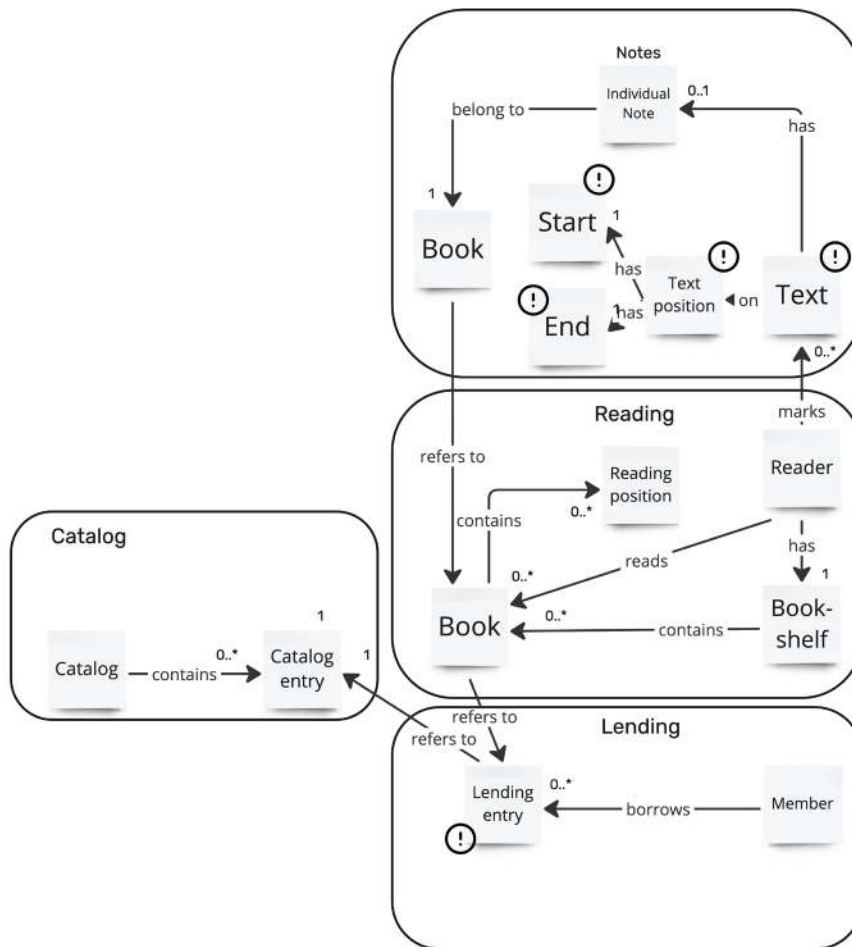 Notes
Individual
Note
0..1
belong to
has
!
1
Start
1
Book
has
!
!
Text
position
on
Text
!
End
1
has
0..*
marks
Reading
refers to
Reading
position
Reader
contains
0..*
has
reads
1
0..*
0..*
Book
contains
Book-
shelf
Catalog
1
1
Catalog
contains
0..*
Catalog
entry
refers to
refers to
Lending
Lending
entry
0..*
borrows
Member
!